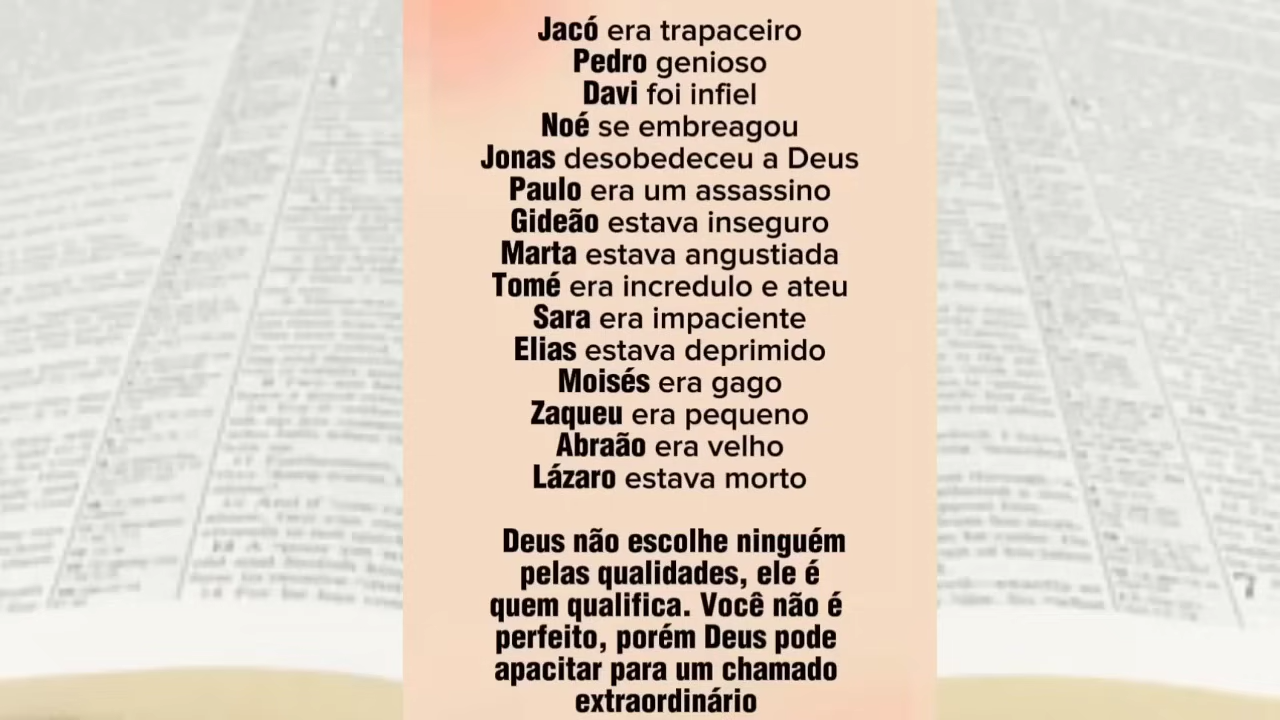 Jacó era trapaceiro
Pedro genioso
Davi foi infiel
Noé se embreagou
Jonas desobedeceu a Deus
Paulo era um assassino
Gideão estava inseguro
Marta estava angustiada
Tomé era incredulo e ateu
Sara era impaciente
Elias estava deprimido
Moisés era gago
Zaqueu era pequeno
Abraão era velho
Lázaro estava morto
Deus não escolhe ninguém
pelas qualidades, ele é
quem qualifica. Você não é
perfeito, porém Deus pode
apacitar para um chamado
extraordinário